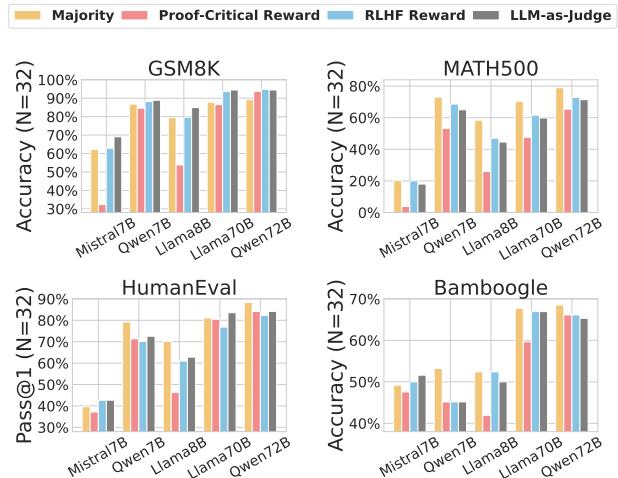 Majority Proof-Critical Reward RLHF Reward LLM-as-Judge
GSM8K
Accuracy (N=32)
100%
90%
80%
70%
60%
50%
40%
30%
Mistral7B Qwen7B Llama8B Llama70B Qwen72B
MATH500
Accuracy (N=32)
80%
60%
40%
20%
0%
Mistral7B Qwen7B Llama8B Llama70B Qwen72B
HumanEval
Pass@1 (N=32)
90%
80%
70%
60%
50%
40%
30%
Mistral7B Qwen7B Llama8B Llama70B Qwen72B
Bamboogle
Accuracy (N=32)
70%
60%
50%
40%
Mistral7B Qwen7B Llama8B Llama70B Qwen72B